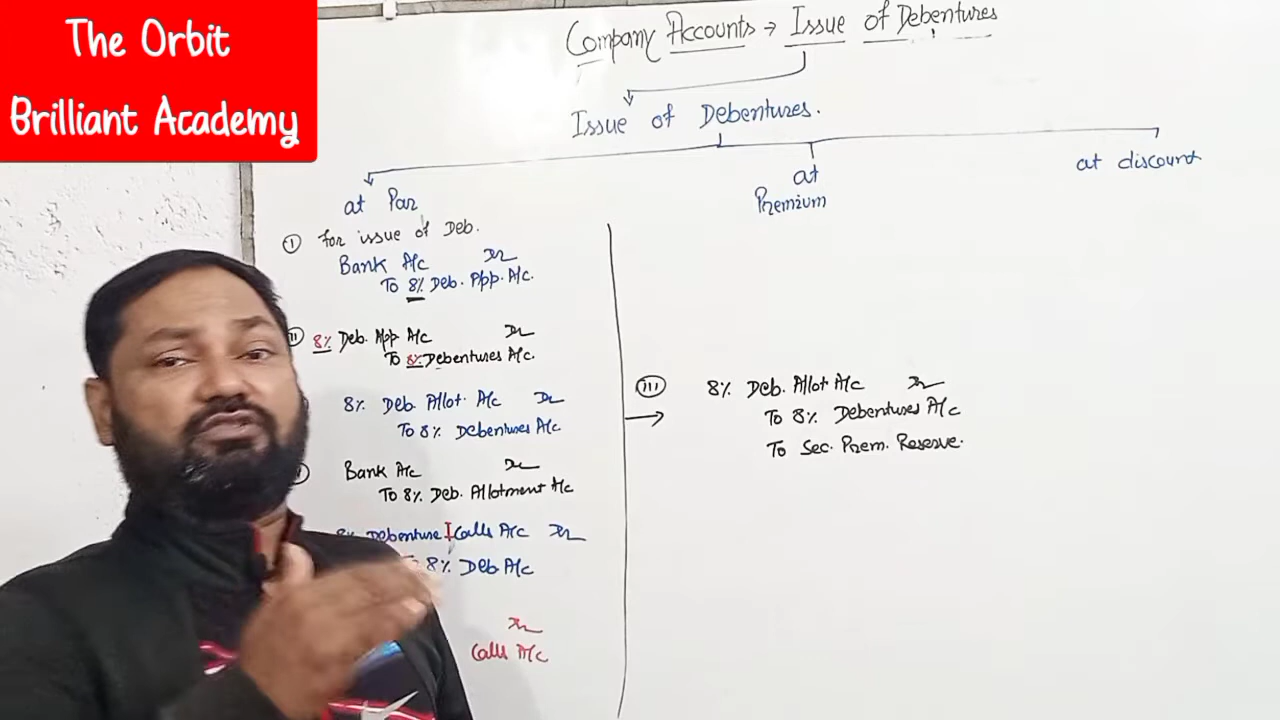 The Orbit
Brilliant Academy
Company Accounts → Issue of Debentures
Issue of Debentures.
at Par
at
Premium
at discount
I for issue of Deb.
Bank A/c Dr
To 8% Deb. App. A/c.
II 8% Deb. App A/c Dr
To 8% Debentures A/c.
8% Deb. Allot. A/c Dr
To 8% Debentures A/c
Bank A/c Dr
To 8% Deb. Allotment A/c
8% Debenture I Calls A/c Dr
To 8% Deb A/c
Dr
Calls A/c
III 8% Deb. Allot A/c Dr
→ To 8% Debentures A/c
To Sec. Prem. Reserve.